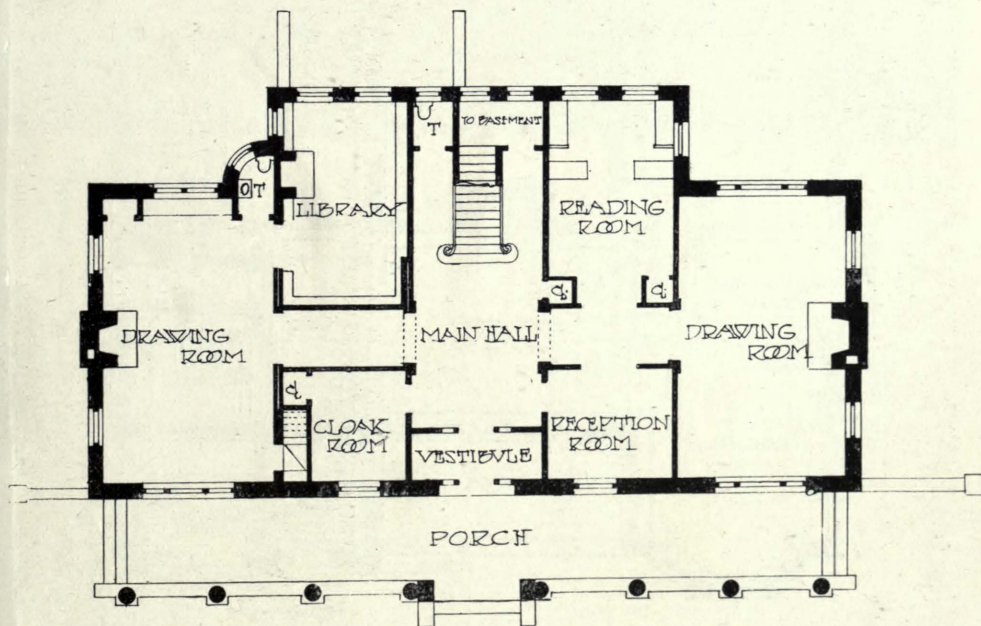 T
TO BASEMENT
O T
LIBRARY
READING
ROOM
CL.
CL.
DRAWING
ROOM
MAIN HALL
DRAWING
ROOM
CL
CLOAK
ROOM
RECEPTION
ROOM
VESTIBULE
PORCH